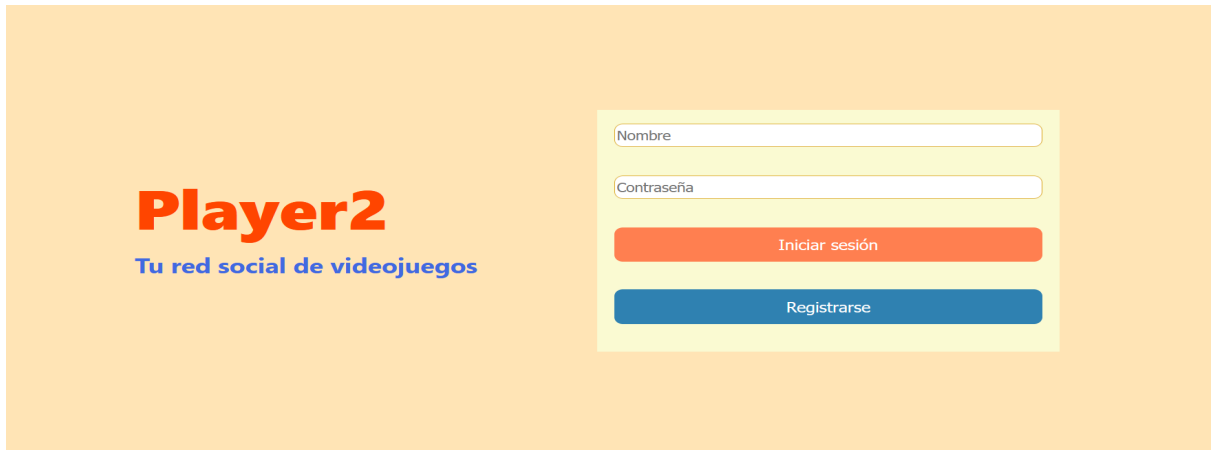 Player2
Tu red social de videojuegos
Nombre
Contraseña
Iniciar sesión
Registrarse